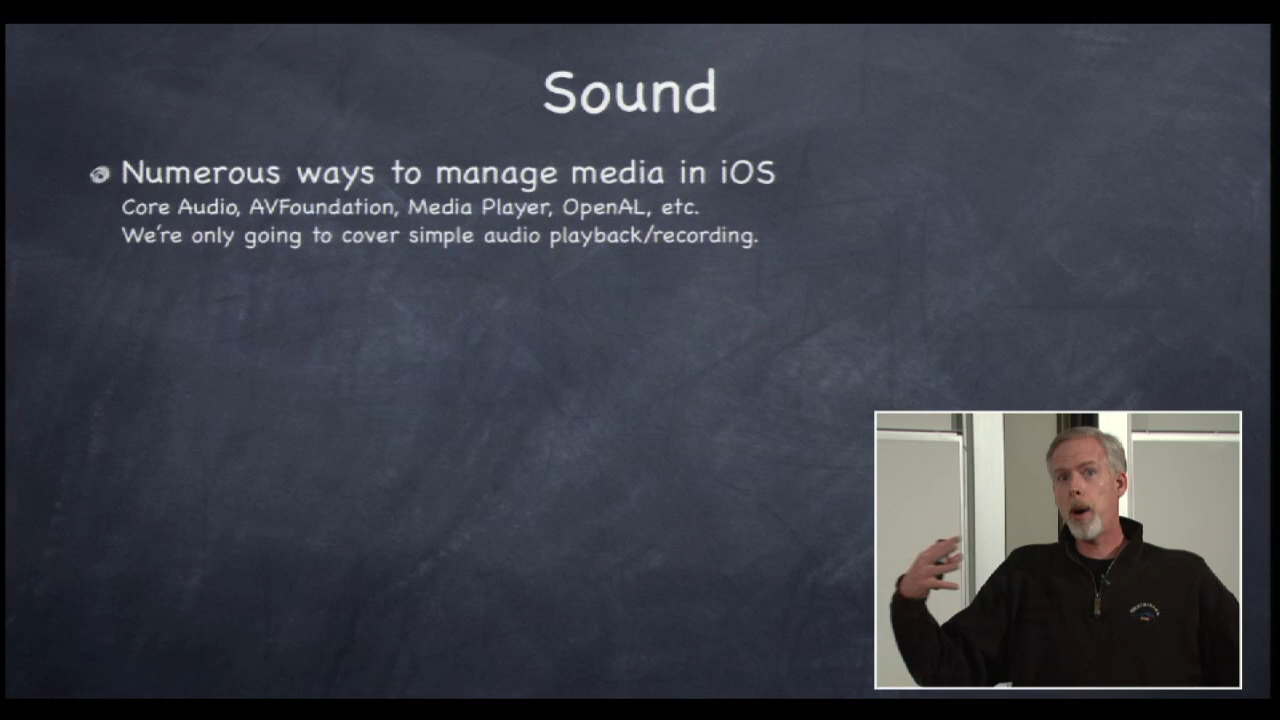 Sound
Numerous ways to manage media in iOS
Core Audio, AVFoundation, Media Player, OpenAL, etc.
We're only going to cover simple audio playback/recording.